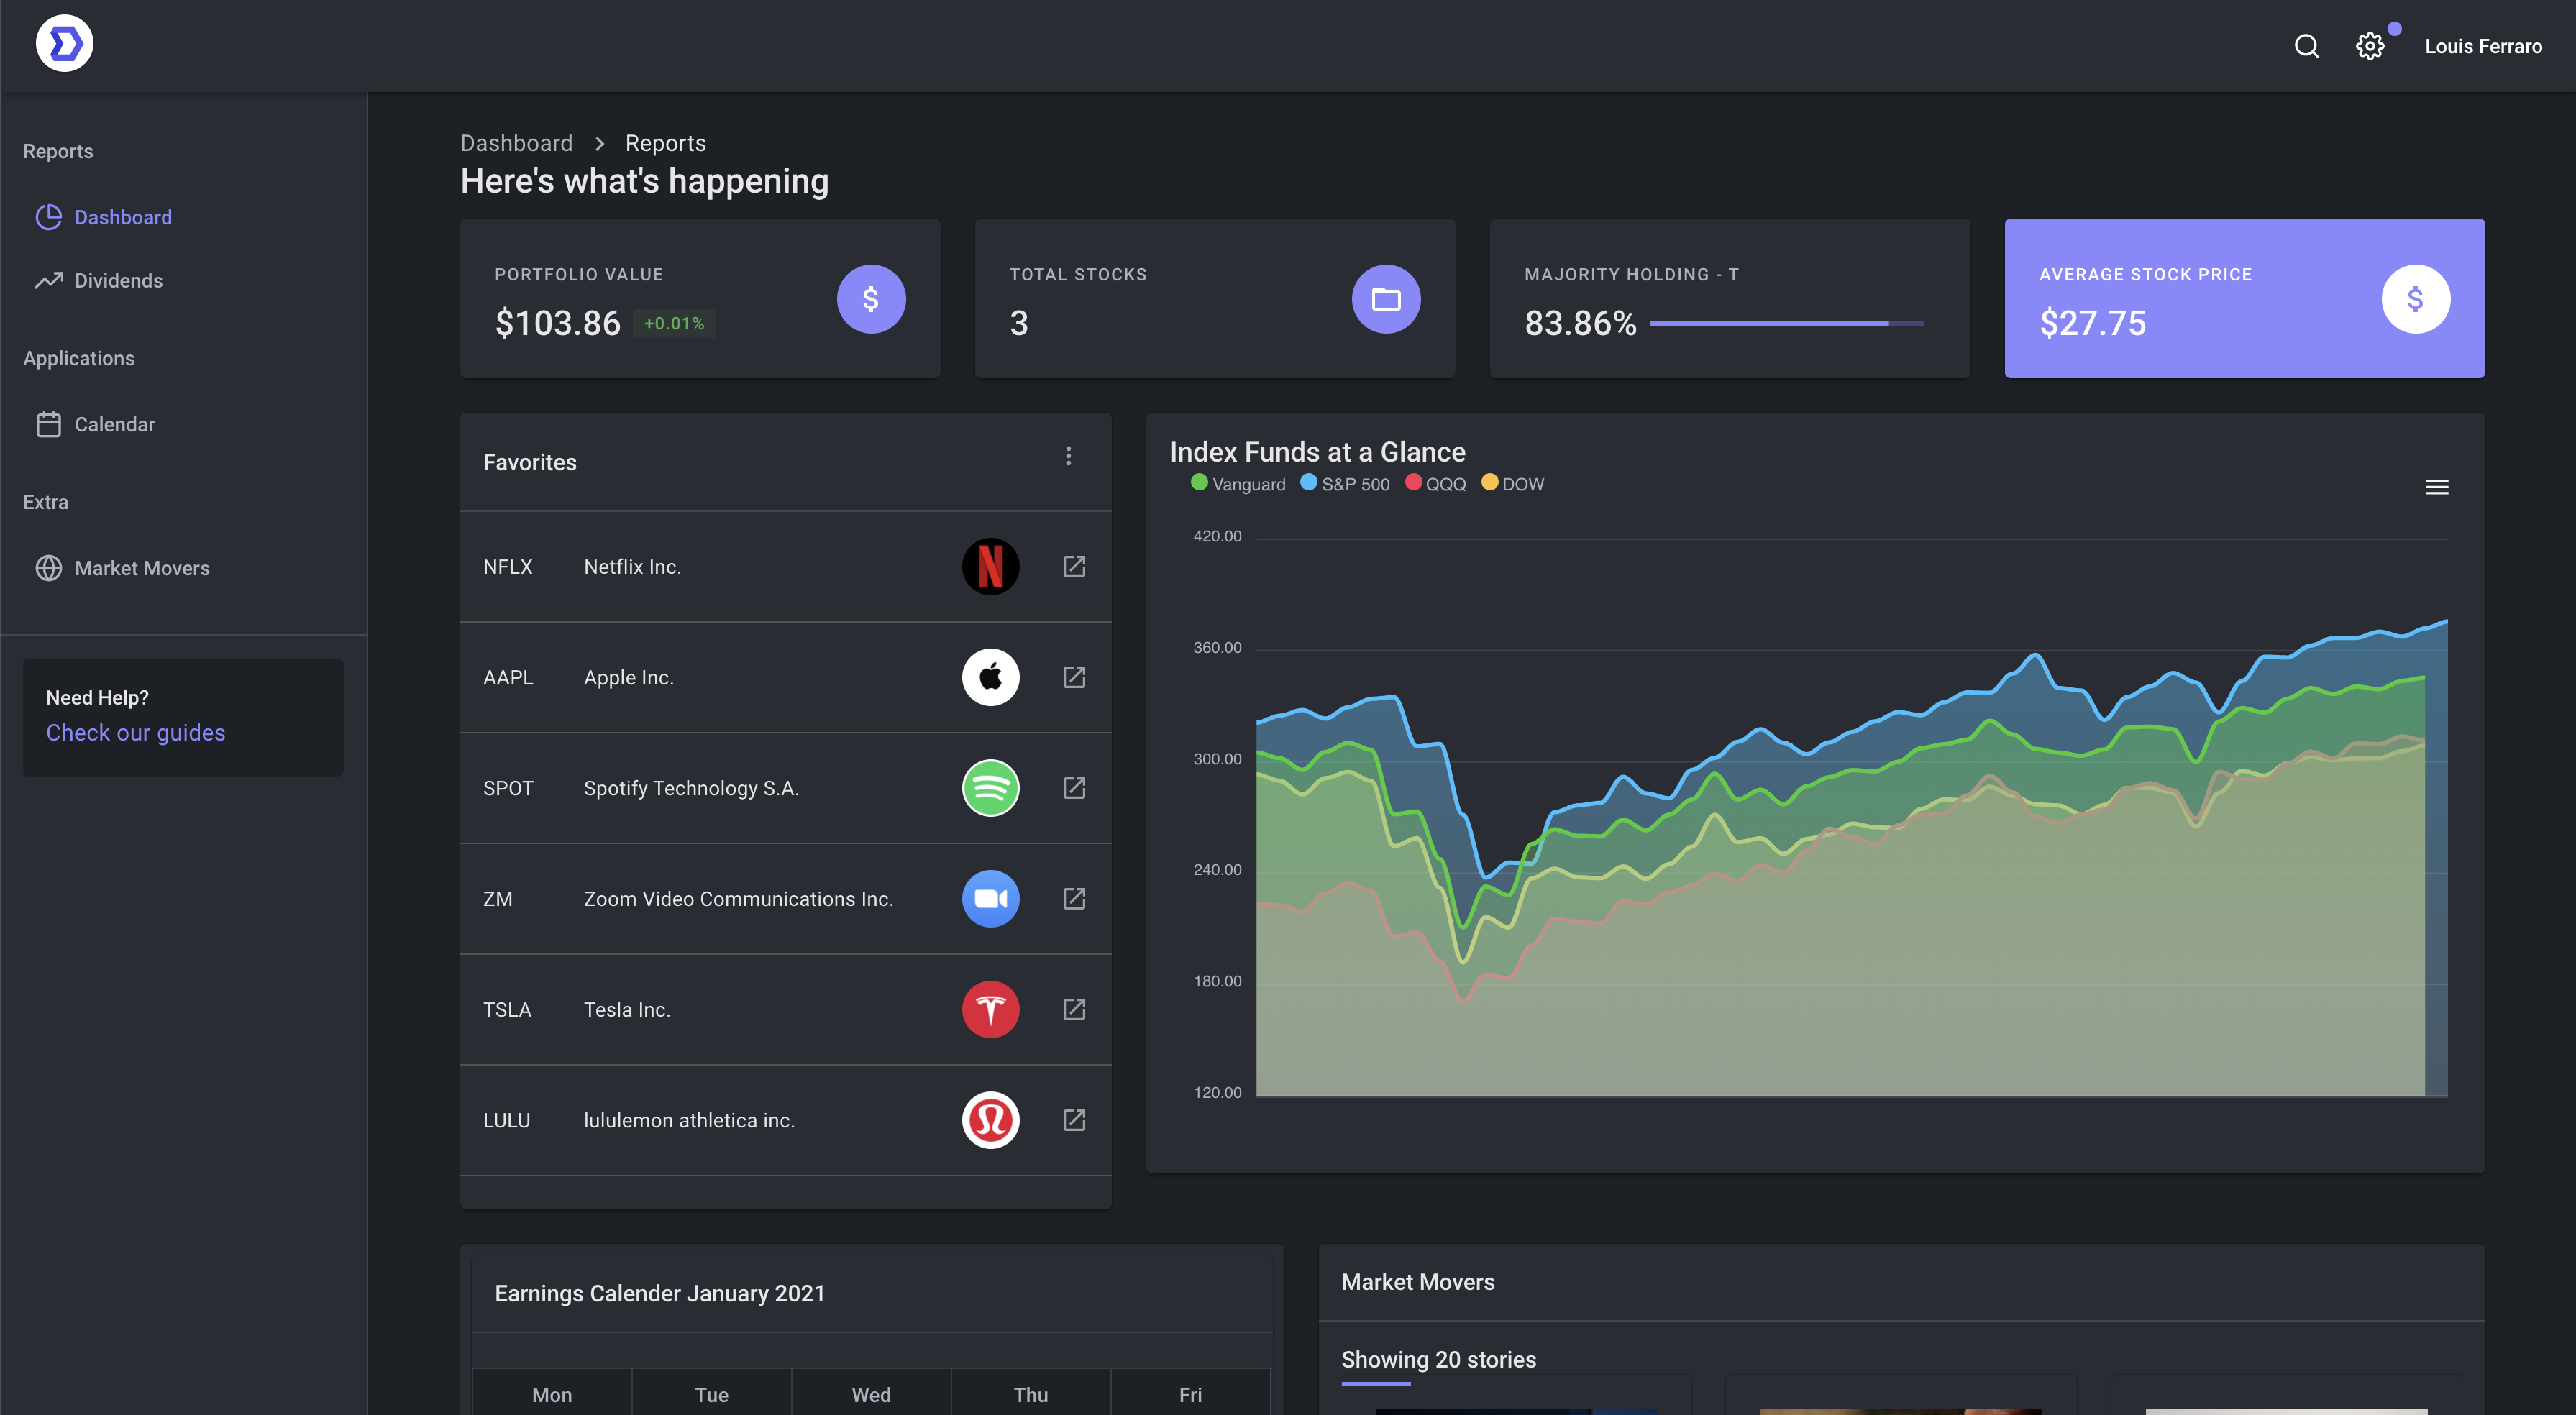 Louis Ferraro
Reports
Dashboard
Dividends
Applications
Calendar
Extra
Market Movers
Need Help?
Check our guides
Dashboard > Reports
Here's what's happening
PORTFOLIO VALUE
$103.86 +0.01%
$
TOTAL STOCKS
3
MAJORITY HOLDING - T
83.86%
AVERAGE STOCK PRICE
$27.75
$
Favorites
NFLX Netflix Inc.
N
AAPL Apple Inc.
SPOT Spotify Technology S.A.
ZM Zoom Video Communications Inc.
TSLA Tesla Inc.
LULU lululemon athletica inc.
Index Funds at a Glance
Vanguard S&P 500 QQQ DOW
420.00
360.00
300.00
240.00
180.00
120.00
Earnings Calender January 2021
Mon Tue Wed Thu Fri
Market Movers
Showing 20 stories